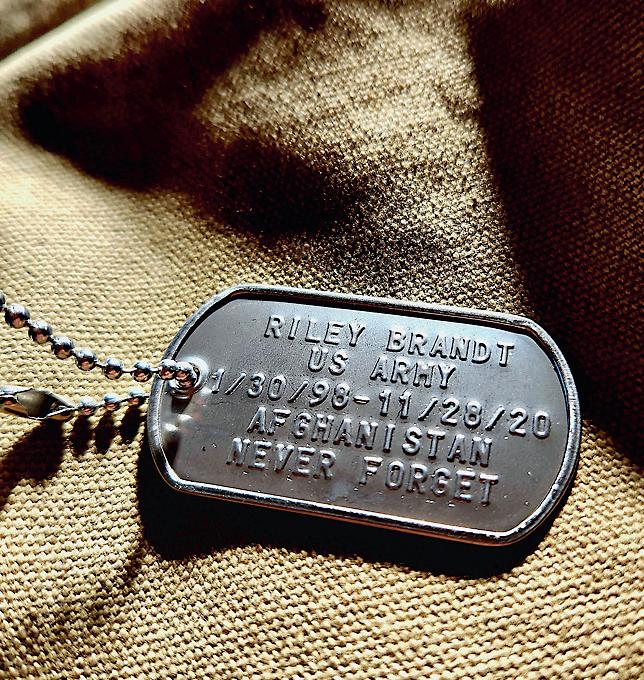 RILEY BRANDT
US ARMY
1/30/98-11/28/20
AFGHANISTAN
NEVER FORGET